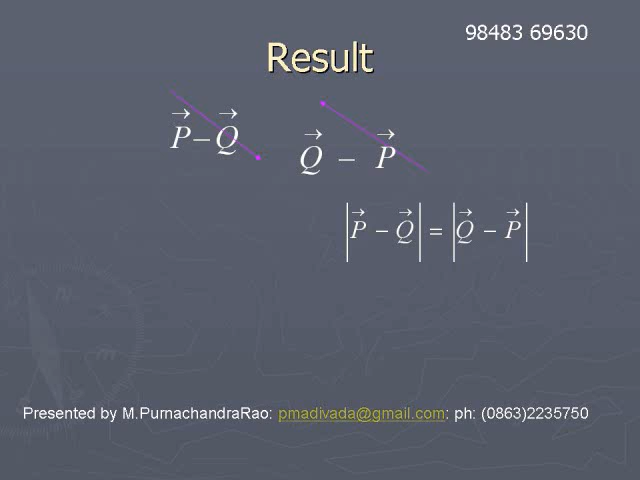 98483 69630
Result
P⃗ – Q⃗
Q⃗ – P⃗
|P⃗ – Q⃗| = |Q⃗ – P⃗|
Presented by M.PurnachandraRao: pmadivada@gmail.com: ph: (0863)2235750